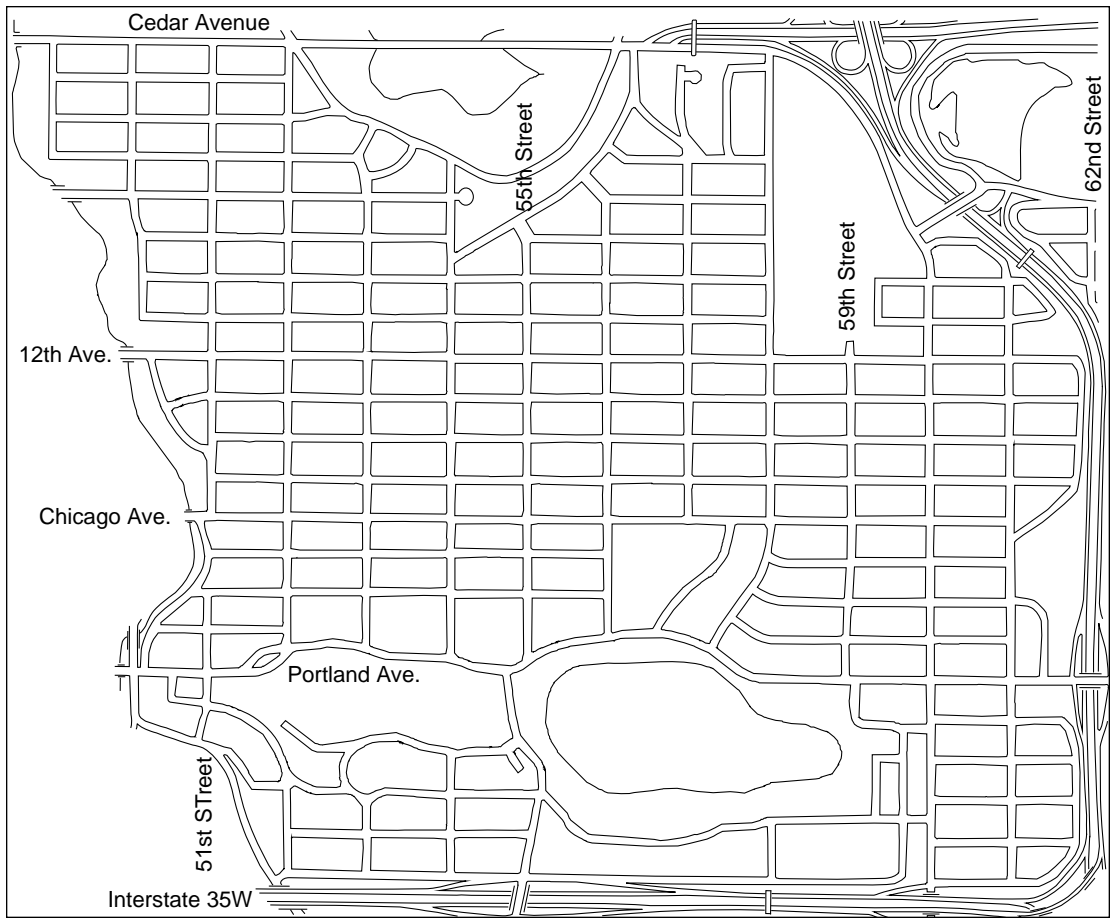 Cedar Avenue
55th Street
62nd Street
59th Street
12th Ave.
Chicago Ave.
Portland Ave.
51st STreet
Interstate 35W